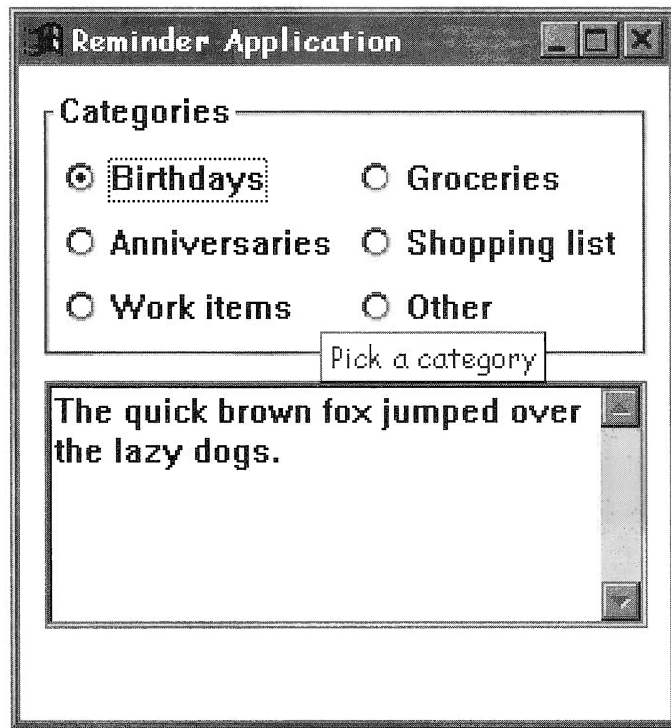 Reminder Application
Categories
Birthdays
Groceries
Anniversaries
Shopping list
Work items
Other
Pick a category
The quick brown fox jumped over
the lazy dogs.